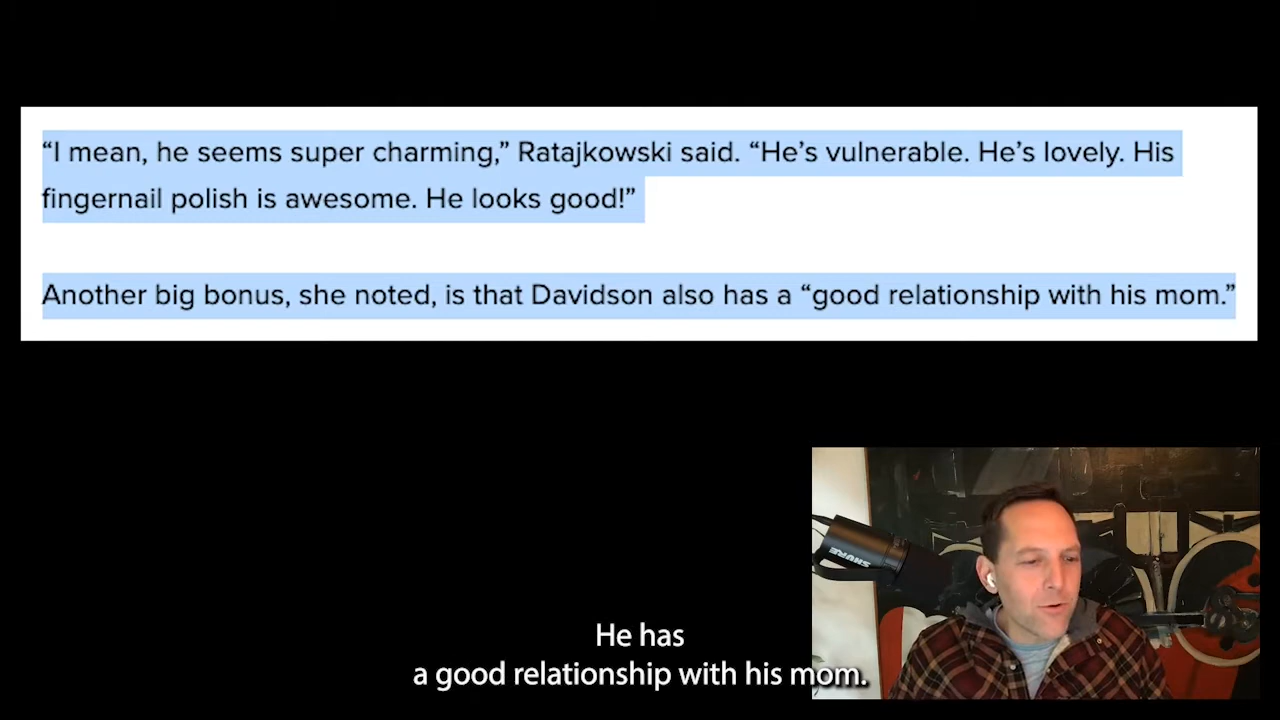 “I mean, he seems super charming,” Ratajkowski said. “He’s vulnerable. He’s lovely. His
fingernail polish is awesome. He looks good!”
Another big bonus, she noted, is that Davidson also has a “good relationship with his mom.”
SHURE
He has
a good relationship with his mom.